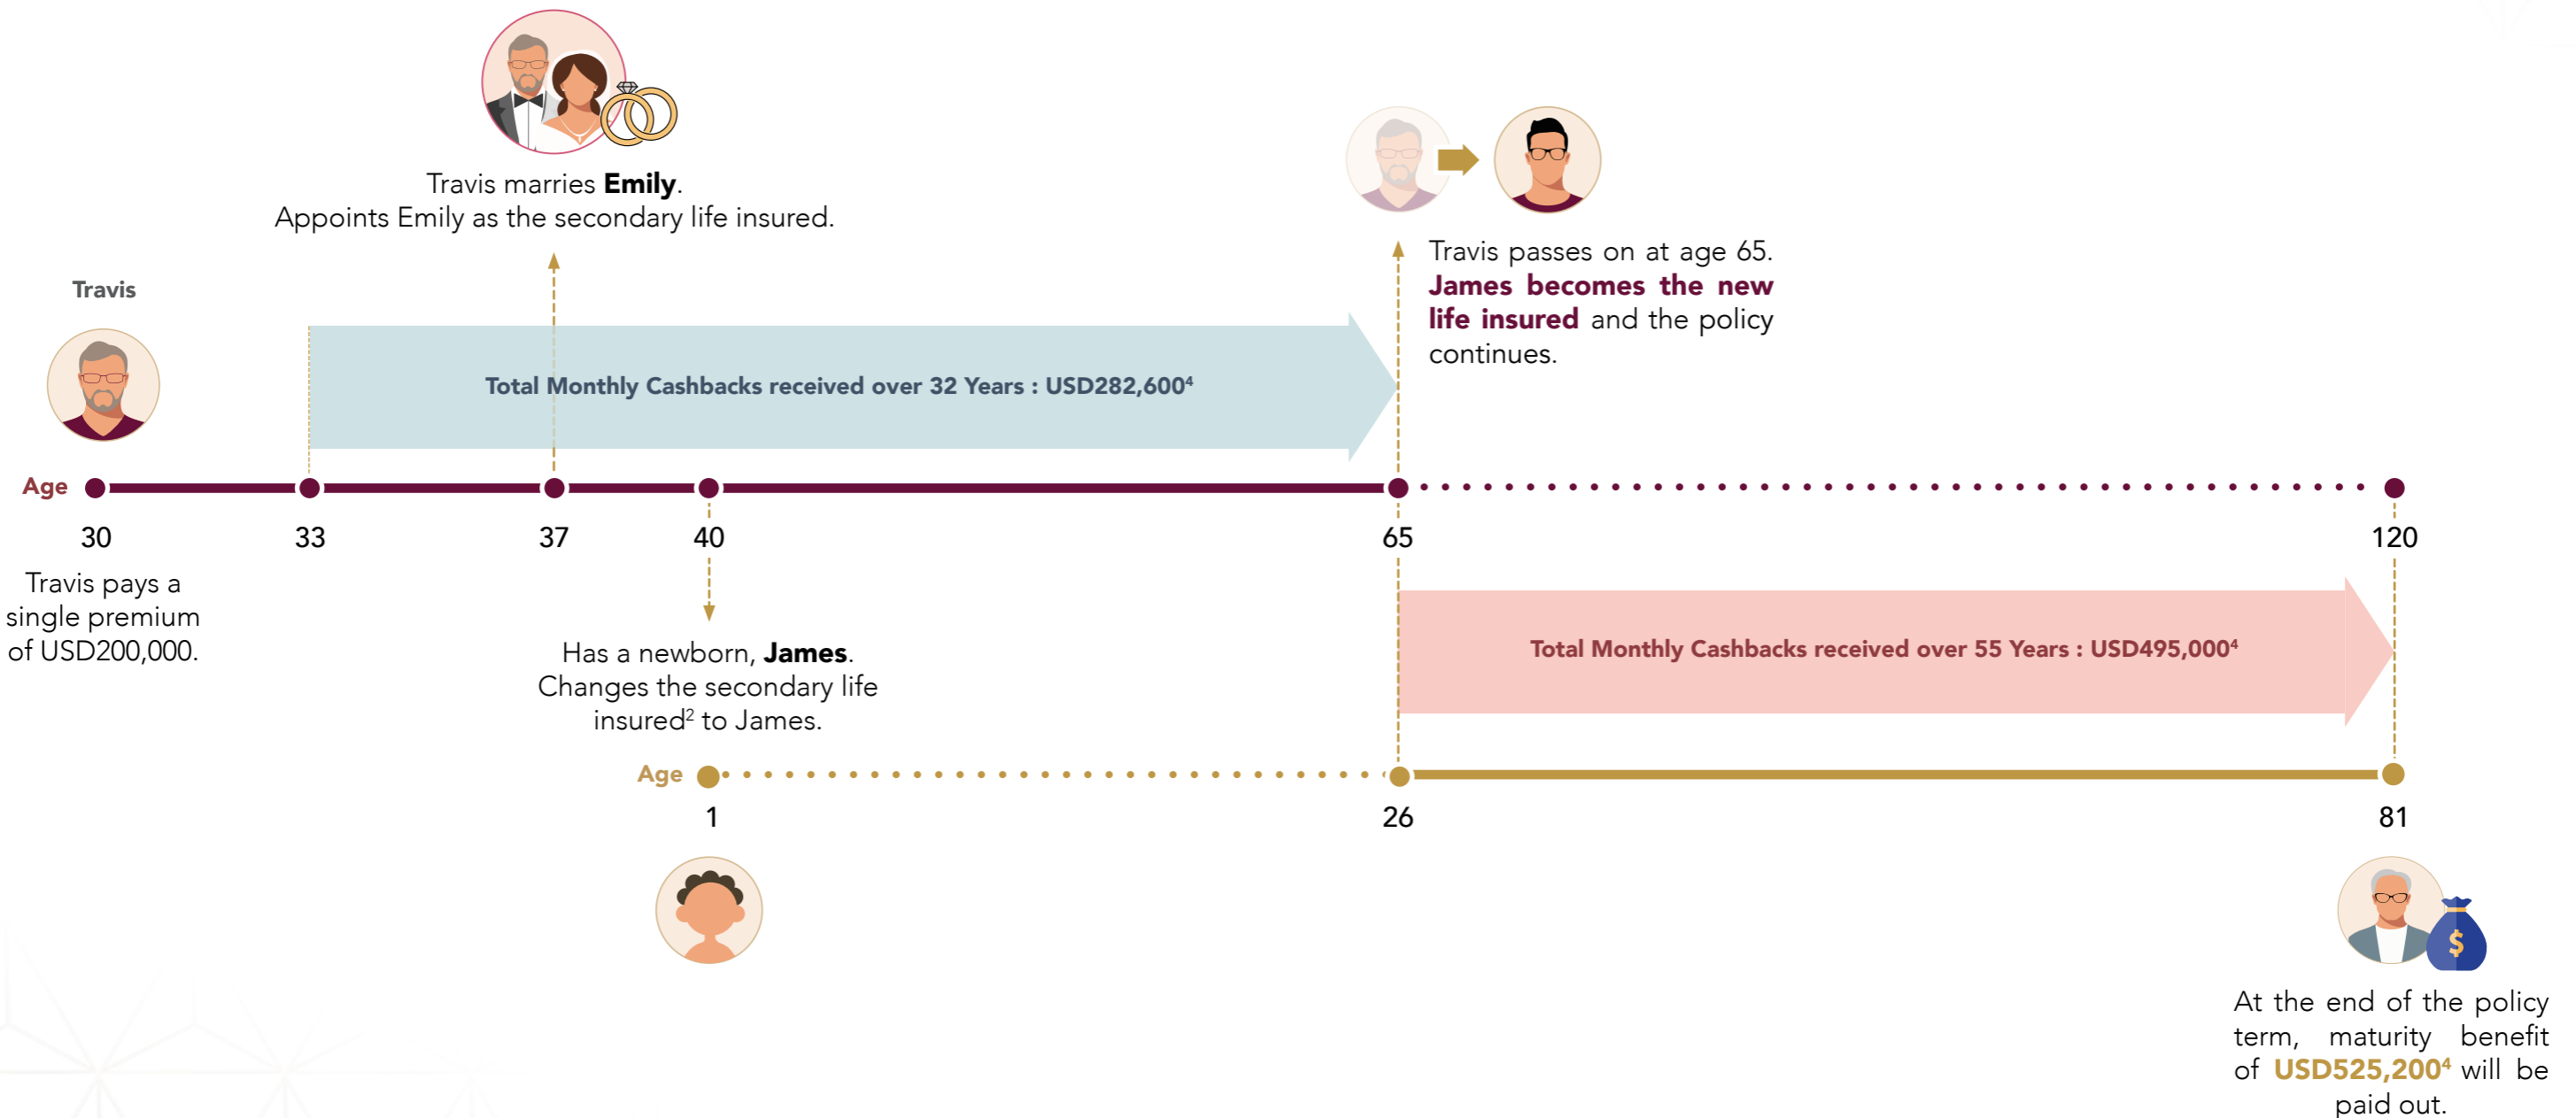 Travis marries Emily.
Appoints Emily as the secondary life insured.
Travis
Travis passes on at age 65.
James becomes the new
life insured and the policy
continues.
Total Monthly Cashbacks received over 32 Years : USD282,600⁴
Age
30
33
37
40
65
120
Travis pays a
single premium
of USD200,000.
Has a newborn, James.
Changes the secondary life
insured² to James.
Total Monthly Cashbacks received over 55 Years : USD495,000⁴
Age
1
26
81
$
At the end of the policy
term, maturity benefit
of USD525,200⁴ will be
paid out.